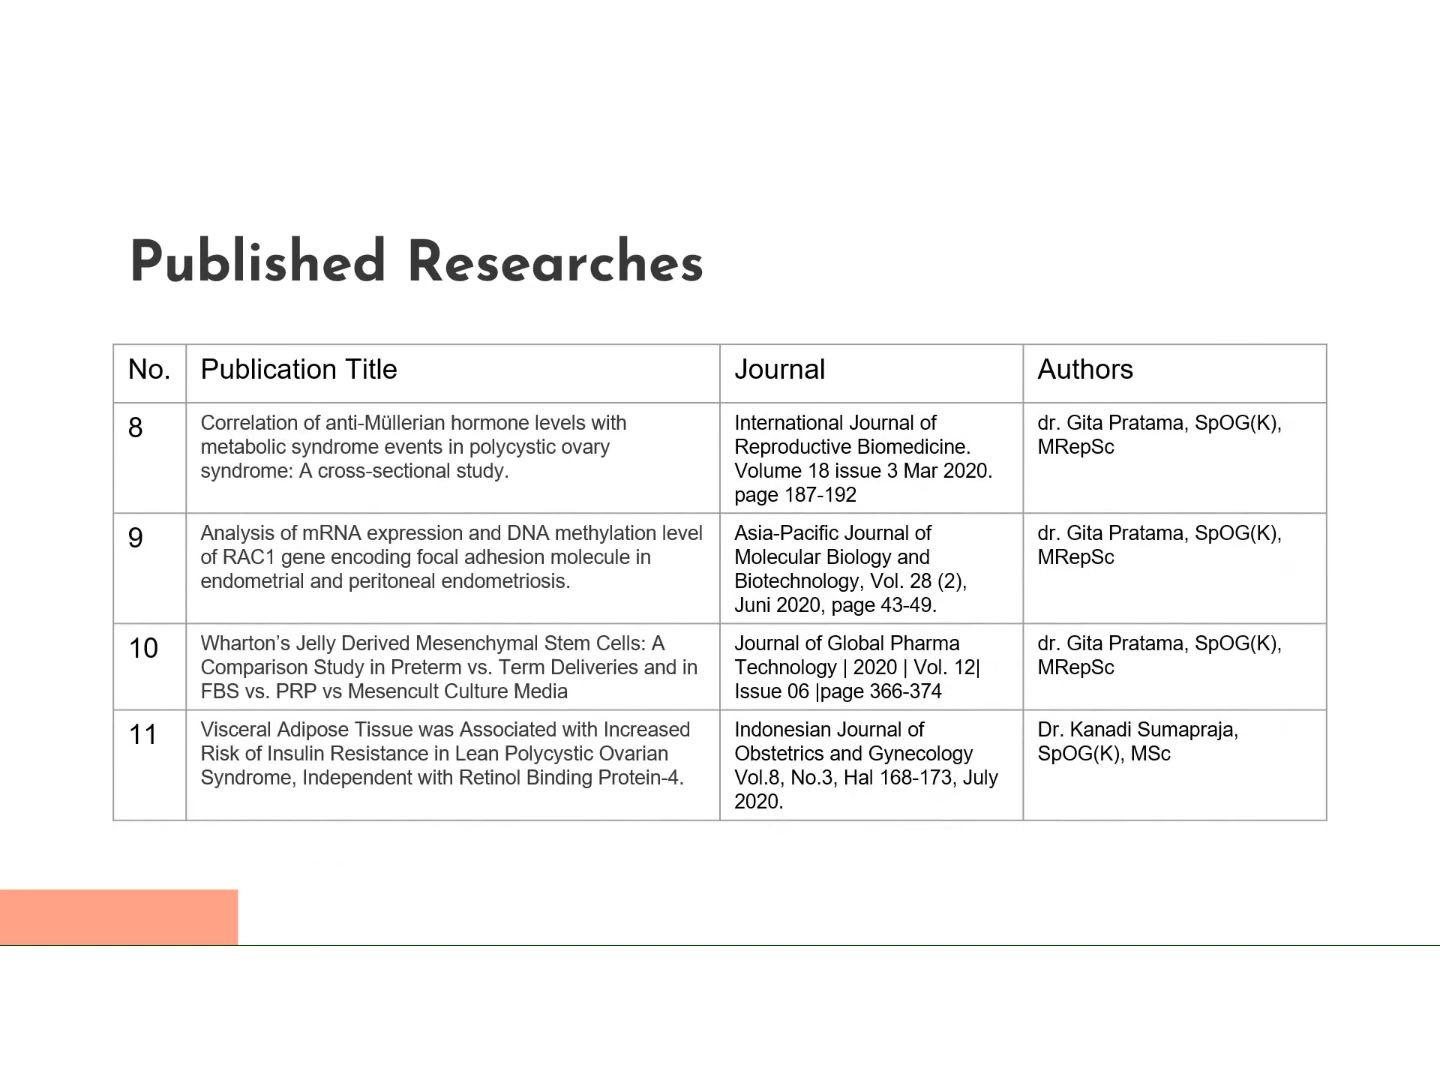 Published Researches
No. Publication Title Journal Authors
8
Correlation of anti-Müllerian hormone levels with
metabolic syndrome events in polycystic ovary
syndrome: A cross-sectional study.
International Journal of
Reproductive Biomedicine.
Volume 18 issue 3 Mar 2020.
page 187-192
dr. Gita Pratama, SpOG(K),
MRepSc
9
Analysis of mRNA expression and DNA methylation level
of RAC1 gene encoding focal adhesion molecule in
endometrial and peritoneal endometriosis.
Asia-Pacific Journal of
Molecular Biology and
Biotechnology, Vol. 28 (2),
Juni 2020, page 43-49.
dr. Gita Pratama, SpOG(K),
MRepSc
10
Wharton’s Jelly Derived Mesenchymal Stem Cells: A
Comparison Study in Preterm vs. Term Deliveries and in
FBS vs. PRP vs Mesencult Culture Media
Journal of Global Pharma
Technology | 2020 | Vol. 12|
Issue 06 |page 366-374
dr. Gita Pratama, SpOG(K),
MRepSc
11
Visceral Adipose Tissue was Associated with Increased
Risk of Insulin Resistance in Lean Polycystic Ovarian
Syndrome, Independent with Retinol Binding Protein-4.
Indonesian Journal of
Obstetrics and Gynecology
Vol.8, No.3, Hal 168-173, July
2020.
Dr. Kanadi Sumapraja,
SpOG(K), MSc